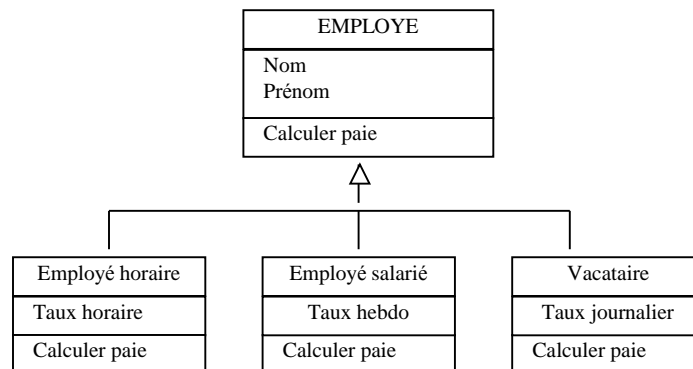 EMPLOYE
Nom
Prénom
Calculer paie
Employé horaire
Taux horaire
Calculer paie
Employé salarié
Taux hebdo
Calculer paie
Vacataire
Taux journalier
Calculer paie